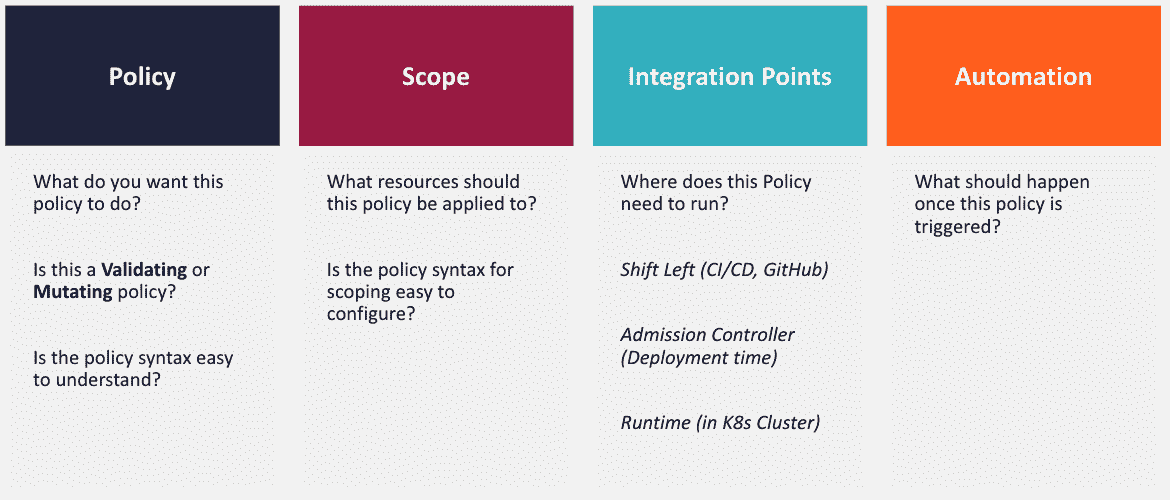 Policy
What do you want this
policy to do?
Is this a Validating or
Mutating policy?
Is the policy syntax easy
to understand?
Scope
What resources should
this policy be applied to?
Is the policy syntax for
scoping easy to
configure?
Integration Points
Where does this Policy
need to run?
Shift Left (CI/CD, GitHub)
Admission Controller
(Deployment time)
Runtime (in K8s Cluster)
Automation
What should happen
once this policy is
triggered?